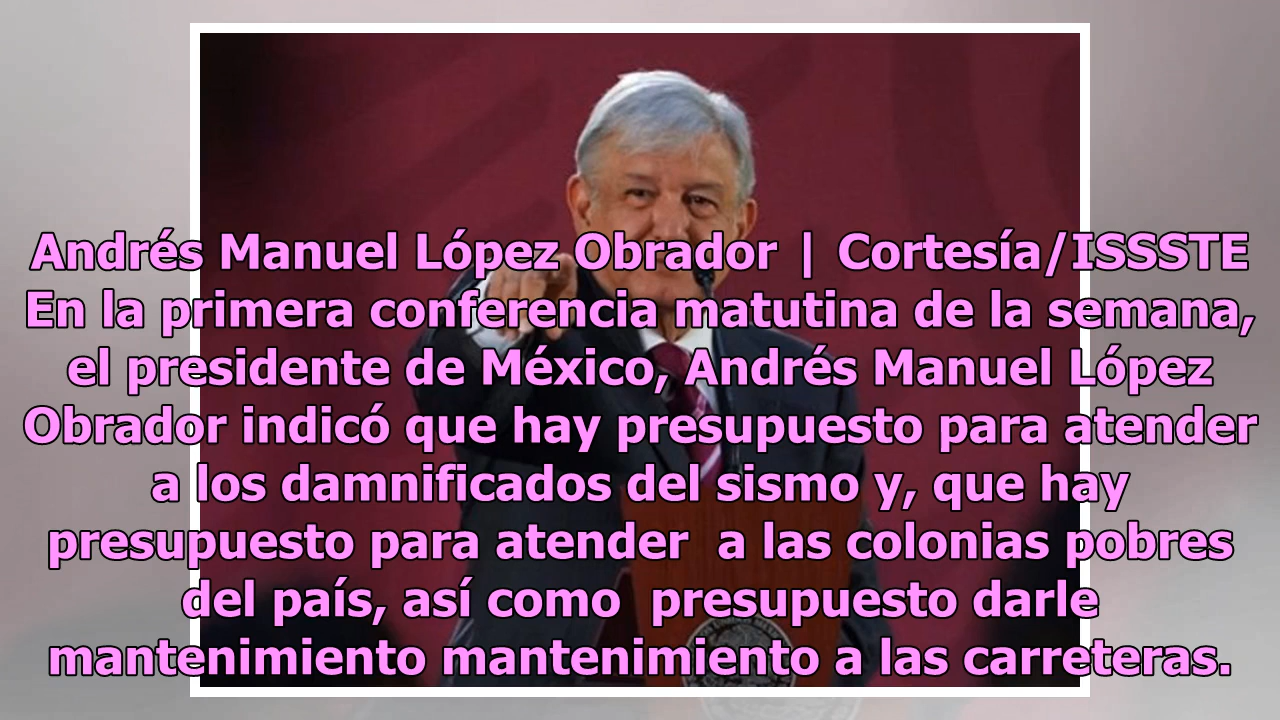 Andrés Manuel López Obrador | Cortesía/ISSSTE
En la primera conferencia matutina de la semana,
el presidente de México, Andrés Manuel López
Obrador indicó que hay presupuesto para atender
a los damnificados del sismo y, que hay
presupuesto para atender  a las colonias pobres
del país, así como  presupuesto darle
mantenimiento mantenimiento a las carreteras.